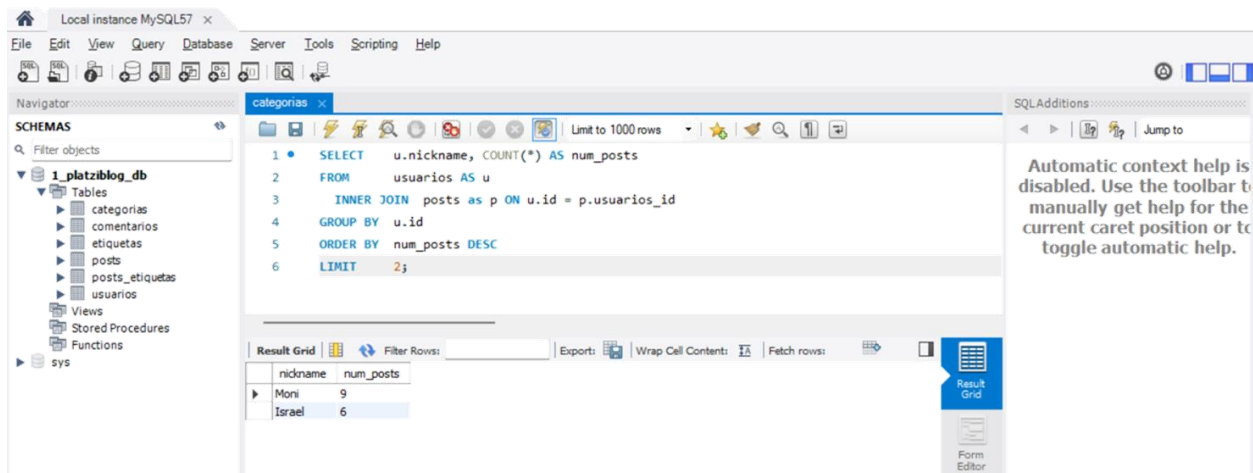 Local instance MySQL57 ×
File Edit View Query Database Server Tools Scripting Help
Navigator
SCHEMAS
Filter objects
1_platziblog_db
Tables
categorias
comentarios
etiquetas
posts
posts_etiquetas
usuarios
Views
Stored Procedures
Functions
sys
categorias ×
Limit to 1000 rows
1 SELECT u.nickname, COUNT(*) AS num_posts
2 FROM usuarios AS u
3 INNER JOIN posts as p ON u.id = p.usuarios_id
4 GROUP BY u.id
5 ORDER BY num_posts DESC
6 LIMIT 2;
Result Grid Filter Rows: Export: Wrap Cell Content: Fetch rows:
nickname num_posts
Moni 9
Israel 6
Result
Grid
Form
Editor
SQLAdditions
Jump to
Automatic context help is
disabled. Use the toolbar to
manually get help for the
current caret position or to
toggle automatic help.